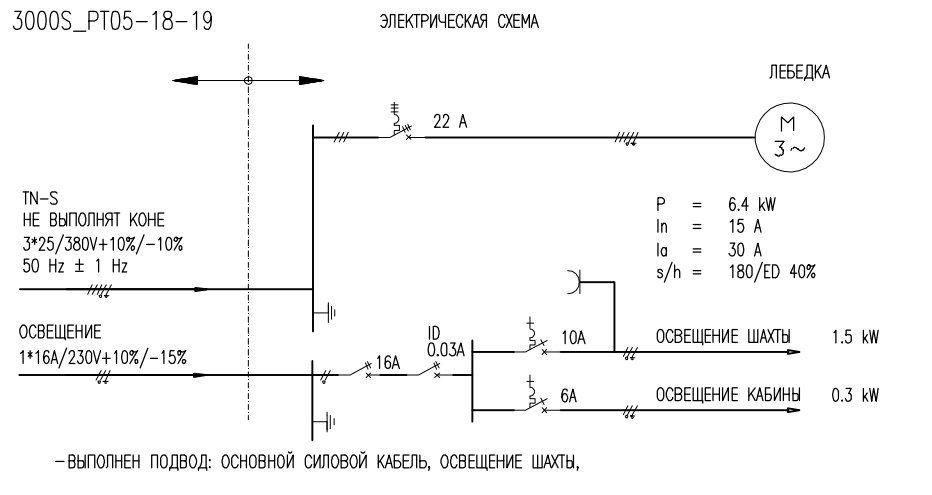 3000S_PT05-18-19
ЭЛЕКТРИЧЕСКАЯ СХЕМА
ЛЕБЕДКА
22 A
M
3~
TN-S
НЕ ВЫПОЛНЯТ КОНЕ
3*25/380V+10%/-10%
50 Hz ± 1 Hz
P = 6.4 kW
In = 15 A
Ia = 30 A
s/h = 180/ED 40%
ОСВЕЩЕНИЕ
1*16A/230V+10%/-15%
16A
ID
0.03A
10A
ОСВЕЩЕНИЕ ШАХТЫ 1.5 kW
6A
ОСВЕЩЕНИЕ КАБИНЫ 0.3 kW
-ВЫПОЛНЕН ПОДВОД: ОСНОВНОЙ СИЛОВОЙ КАБЕЛЬ, ОСВЕЩЕНИЕ ШАХТЫ,